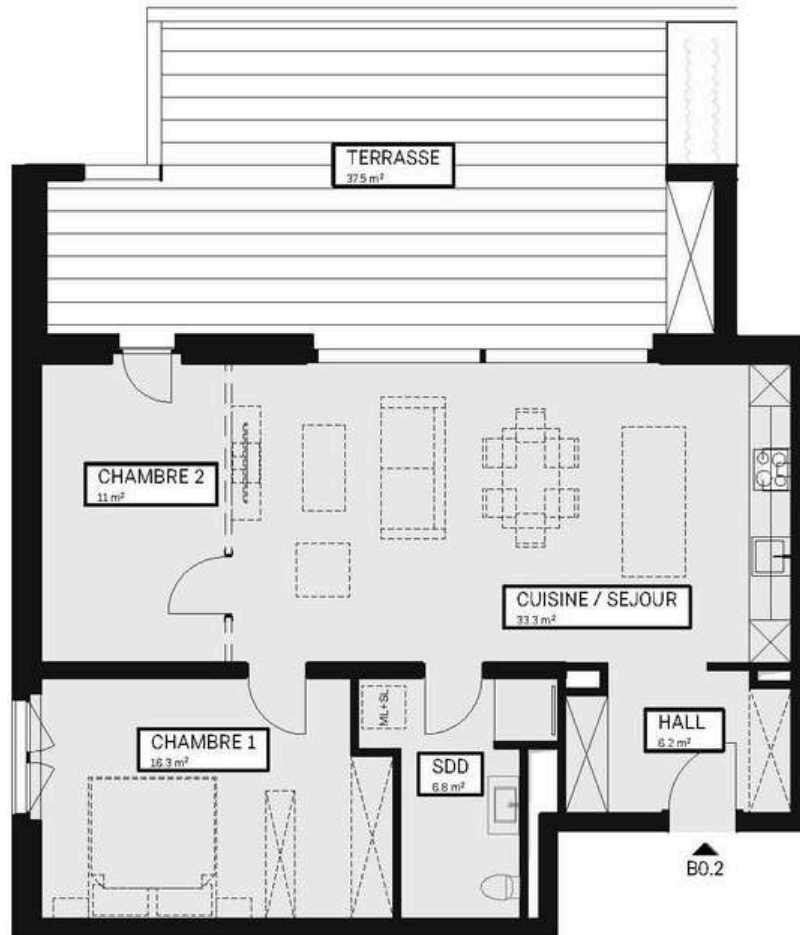 TERRASSE
37.5 m²
CHAMBRE 2
11 m²
CUISINE / SEJOUR
33.3 m²
CHAMBRE 1
16.3 m²
ML+SL
SDD
6.8 m²
HALL
6.2 m²
B0.2